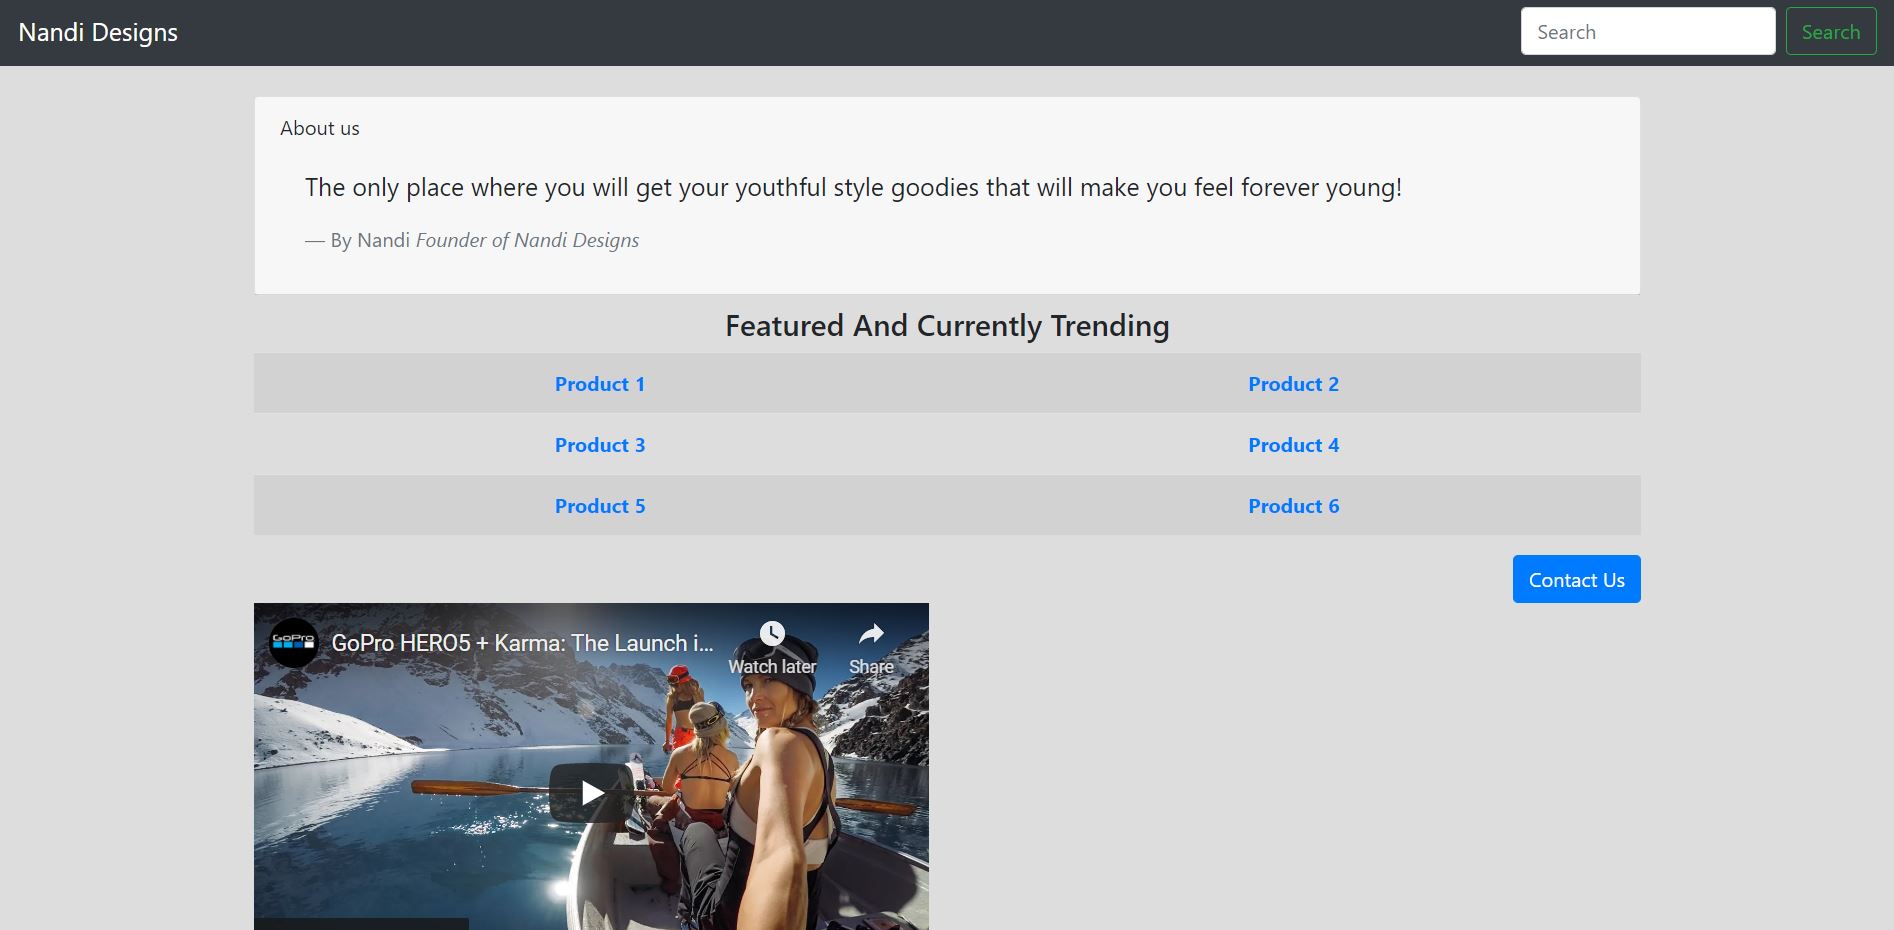 Nandi Designs
Search
Search
About us
The only place where you will get your youthful style goodies that will make you feel forever young!
— By Nandi Founder of Nandi Designs
Featured And Currently Trending
Product 1
Product 2
Product 3
Product 4
Product 5
Product 6
Contact Us
GoPro
GoPro HERO5 + Karma: The Launch i...
Watch later
Share